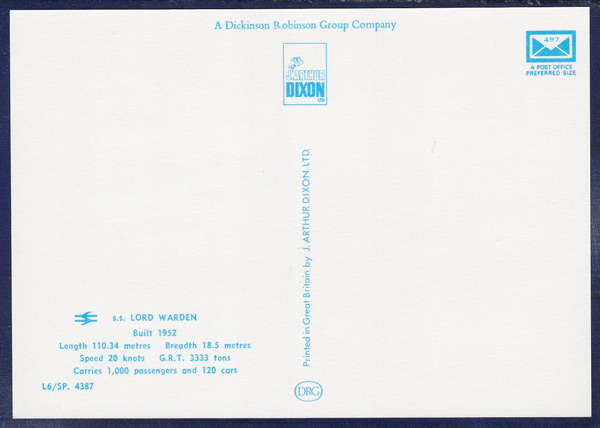 A Dickinson Robinson Group Company
497
A POST OFFICE
PREFERRED SIZE
J. ARTHUR
DIXON
LTD
Printed in Great Britain by J. ARTHUR DIXON LTD.
s.s. LORD WARDEN
Built 1952
Length 110.34 metres Breadth 18.5 metres
Speed 20 knots G.R.T. 3333 tons
Carries 1,000 passengers and 120 cars
L6/SP. 4387
DRG